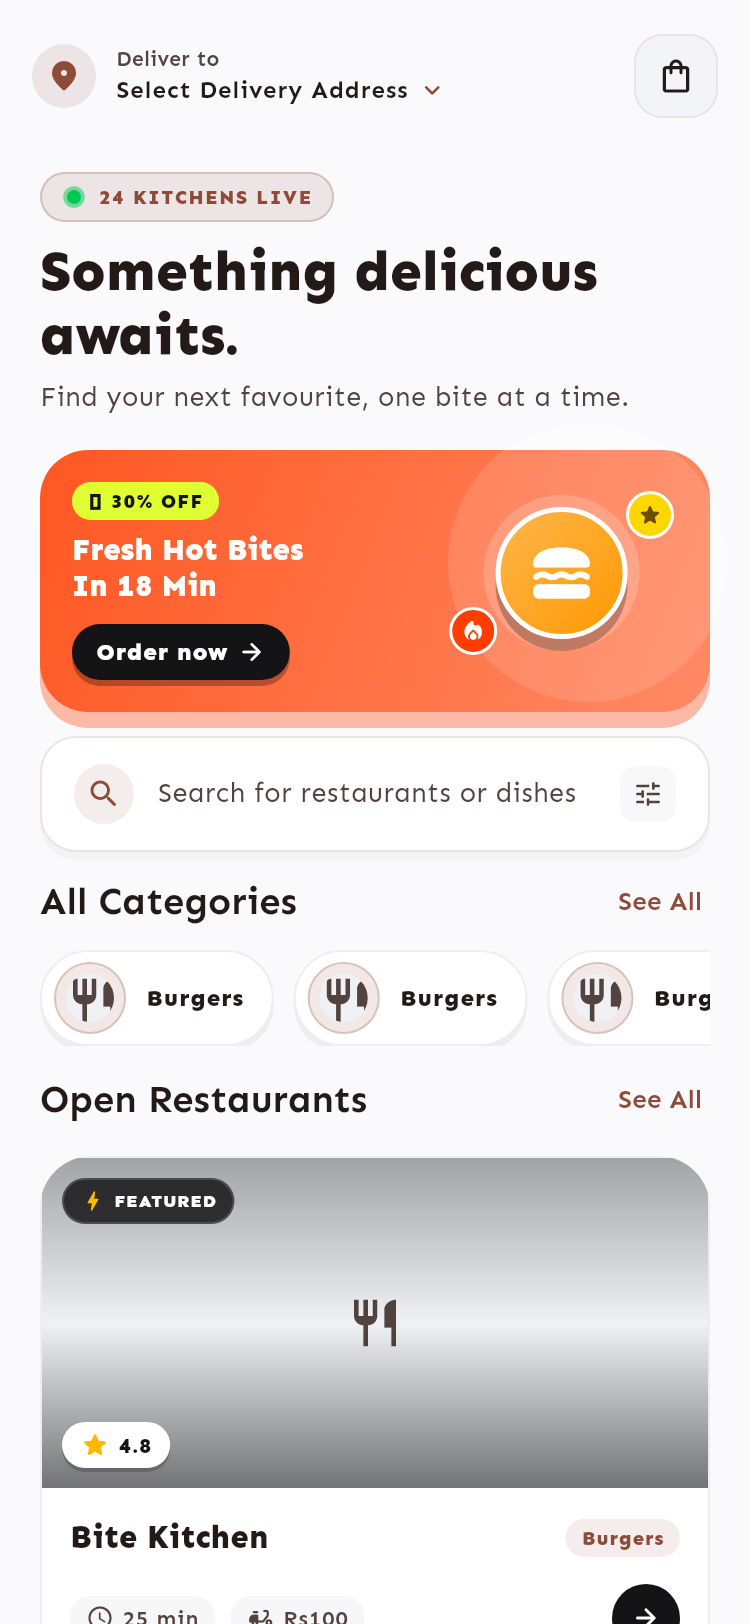 Deliver to
Select Delivery Address
24 KITCHENS LIVE
Something delicious
awaits.
Find your next favourite, one bite at a time.
30% OFF
Fresh Hot Bites
In 18 Min
Order now
Search for restaurants or dishes
All Categories
See All
Burgers
Burgers
Burg
Open Restaurants
See All
FEATURED
4.8
Bite Kitchen
Burgers
25 min
Rs100